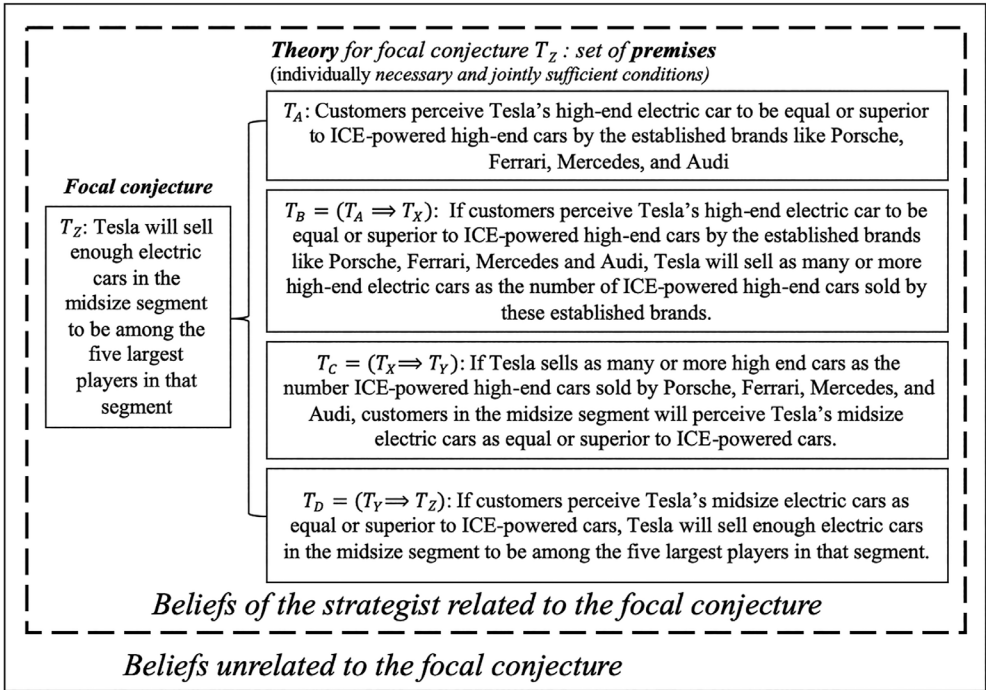 Theory for focal conjecture T_Z : set of premises
(individually necessary and jointly sufficient conditions)
Focal conjecture
T_Z: Tesla will sell
enough electric
cars in the
midsize segment
to be among the
five largest
players in that
segment
T_A: Customers perceive Tesla's high-end electric car to be equal or superior
to ICE-powered high-end cars by the established brands like Porsche,
Ferrari, Mercedes, and Audi
T_B = (T_A ⟹ T_X): If customers perceive Tesla's high-end electric car to be
equal or superior to ICE-powered high-end cars by the established brands
like Porsche, Ferrari, Mercedes and Audi, Tesla will sell as many or more
high-end electric cars as the number of ICE-powered high-end cars sold by
these established brands.
T_C = (T_X ⟹ T_Y): If Tesla sells as many or more high end cars as the
number ICE-powered high-end cars sold by Porsche, Ferrari, Mercedes, and
Audi, customers in the midsize segment will perceive Tesla's midsize
electric cars as equal or superior to ICE-powered cars.
T_D = (T_Y ⟹ T_Z): If customers perceive Tesla's midsize electric cars as
equal or superior to ICE-powered cars, Tesla will sell enough electric cars
in the midsize segment to be among the five largest players in that segment.
Beliefs of the strategist related to the focal conjecture
Beliefs unrelated to the focal conjecture